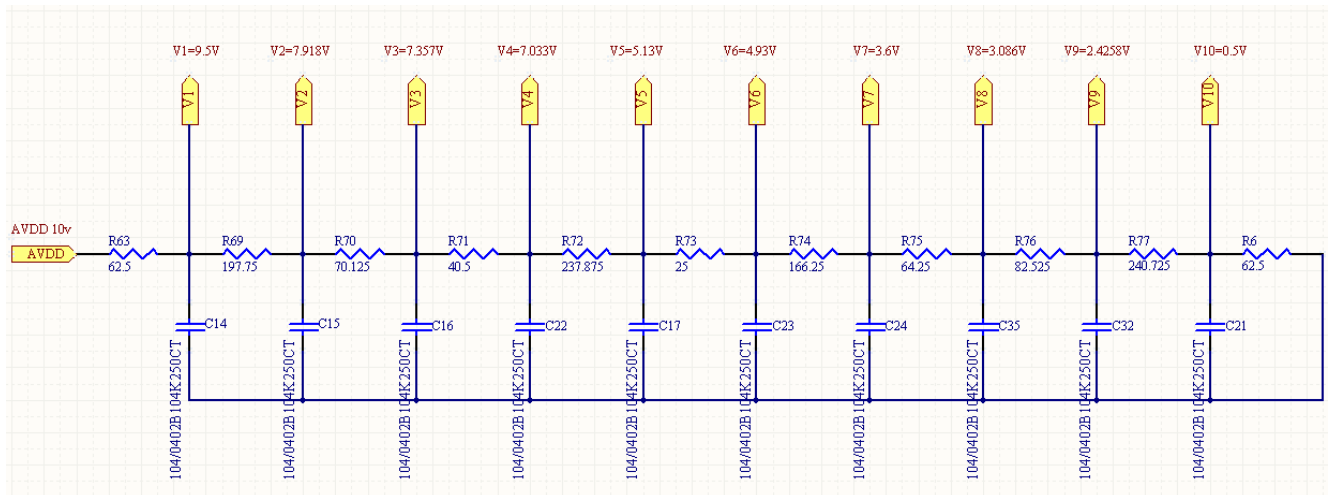 V1=9.5V V2=7.918V V3=7.357V V4=7.033V V5=5.13V V6=4.93V V7=3.6V V8=3.086V V9=2.4258V V10=0.5V
V1 V2 V3 V4 V5 V6 V7 V8 V9 V10
AVDD 10v
R63 R69 R70 R71 R72 R73 R74 R75 R76 R77 R6
AVDD
62.5 197.75 70.125 40.5 237.875 25 166.25 64.25 82.525 240.725 62.5
C14 C15 C16 C22 C17 C23 C24 C35 C32 C21
104/0402B104K250CT
104/0402B104K250CT
104/0402B104K250CT
104/0402B104K250CT
104/0402B104K250CT
104/0402B104K250CT
104/0402B104K250CT
104/0402B104K250CT
104/0402B104K250CT
104/0402B104K250CT